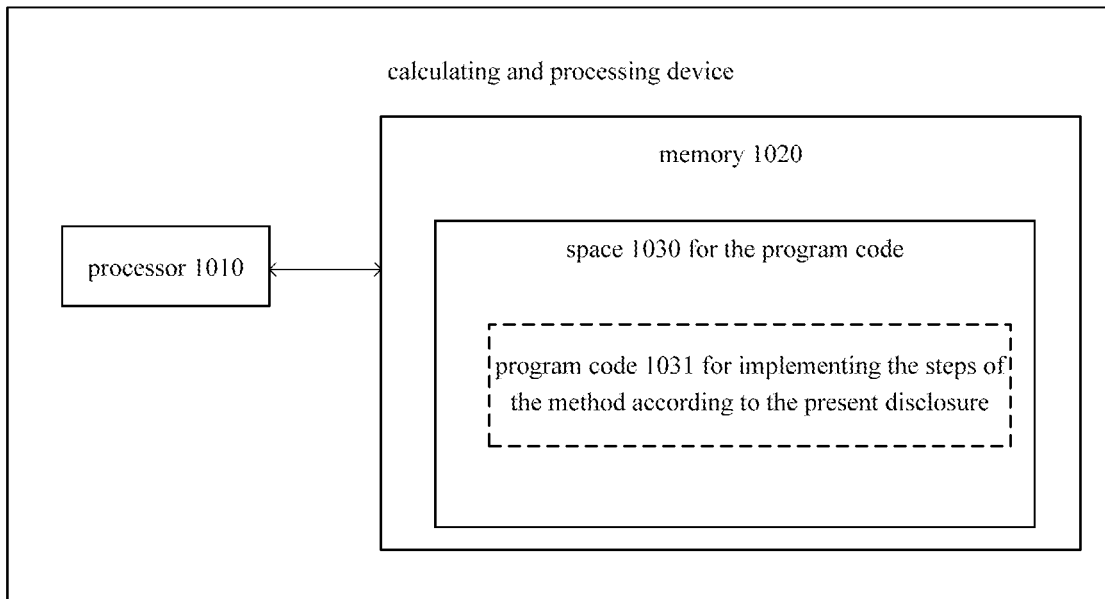 calculating and processing device
memory 1020
space 1030 for the program code
processor 1010
program code 1031 for implementing the steps of
the method according to the present disclosure